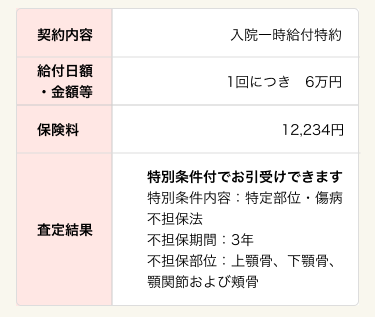 契約内容
入院一時給付特約
給付日額
・金額等
1回につき　6万円
保険料
12,234円
査定結果
特別条件付でお引受けできます
特別条件内容：特定部位・傷病
不担保法
不担保期間：3年
不担保部位：上顎骨、下顎骨、
顎関節および頬骨